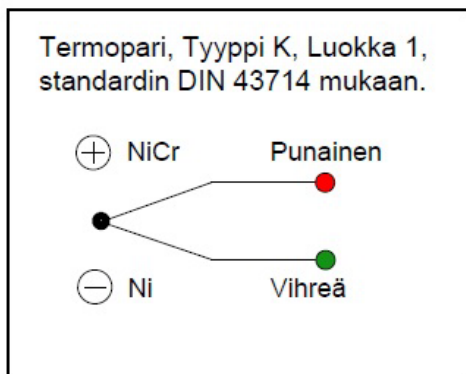 Termopari, Tyyppi K, Luokka 1,
standardin DIN 43714 mukaan.
+ NiCr Punainen
− Ni Vihreä